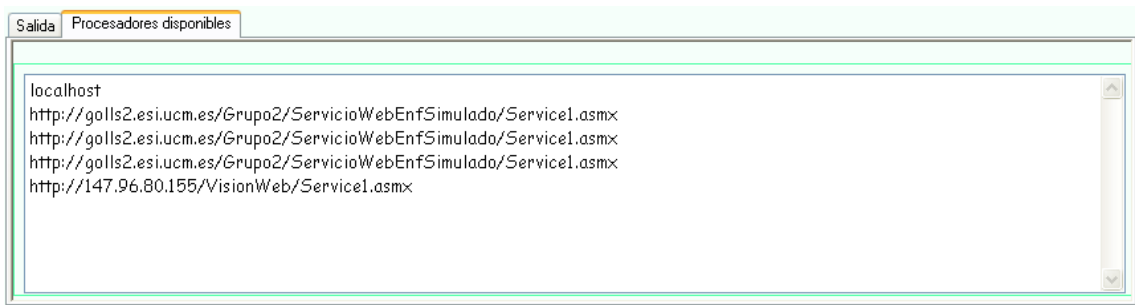 Salida Procesadores disponibles
localhost
http://golls2.esi.ucm.es/Grupo2/ServicioWebEnfSimulado/Service1.asmx
http://golls2.esi.ucm.es/Grupo2/ServicioWebEnfSimulado/Service1.asmx
http://golls2.esi.ucm.es/Grupo2/ServicioWebEnfSimulado/Service1.asmx
http://147.96.80.155/VisionWeb/Service1.asmx